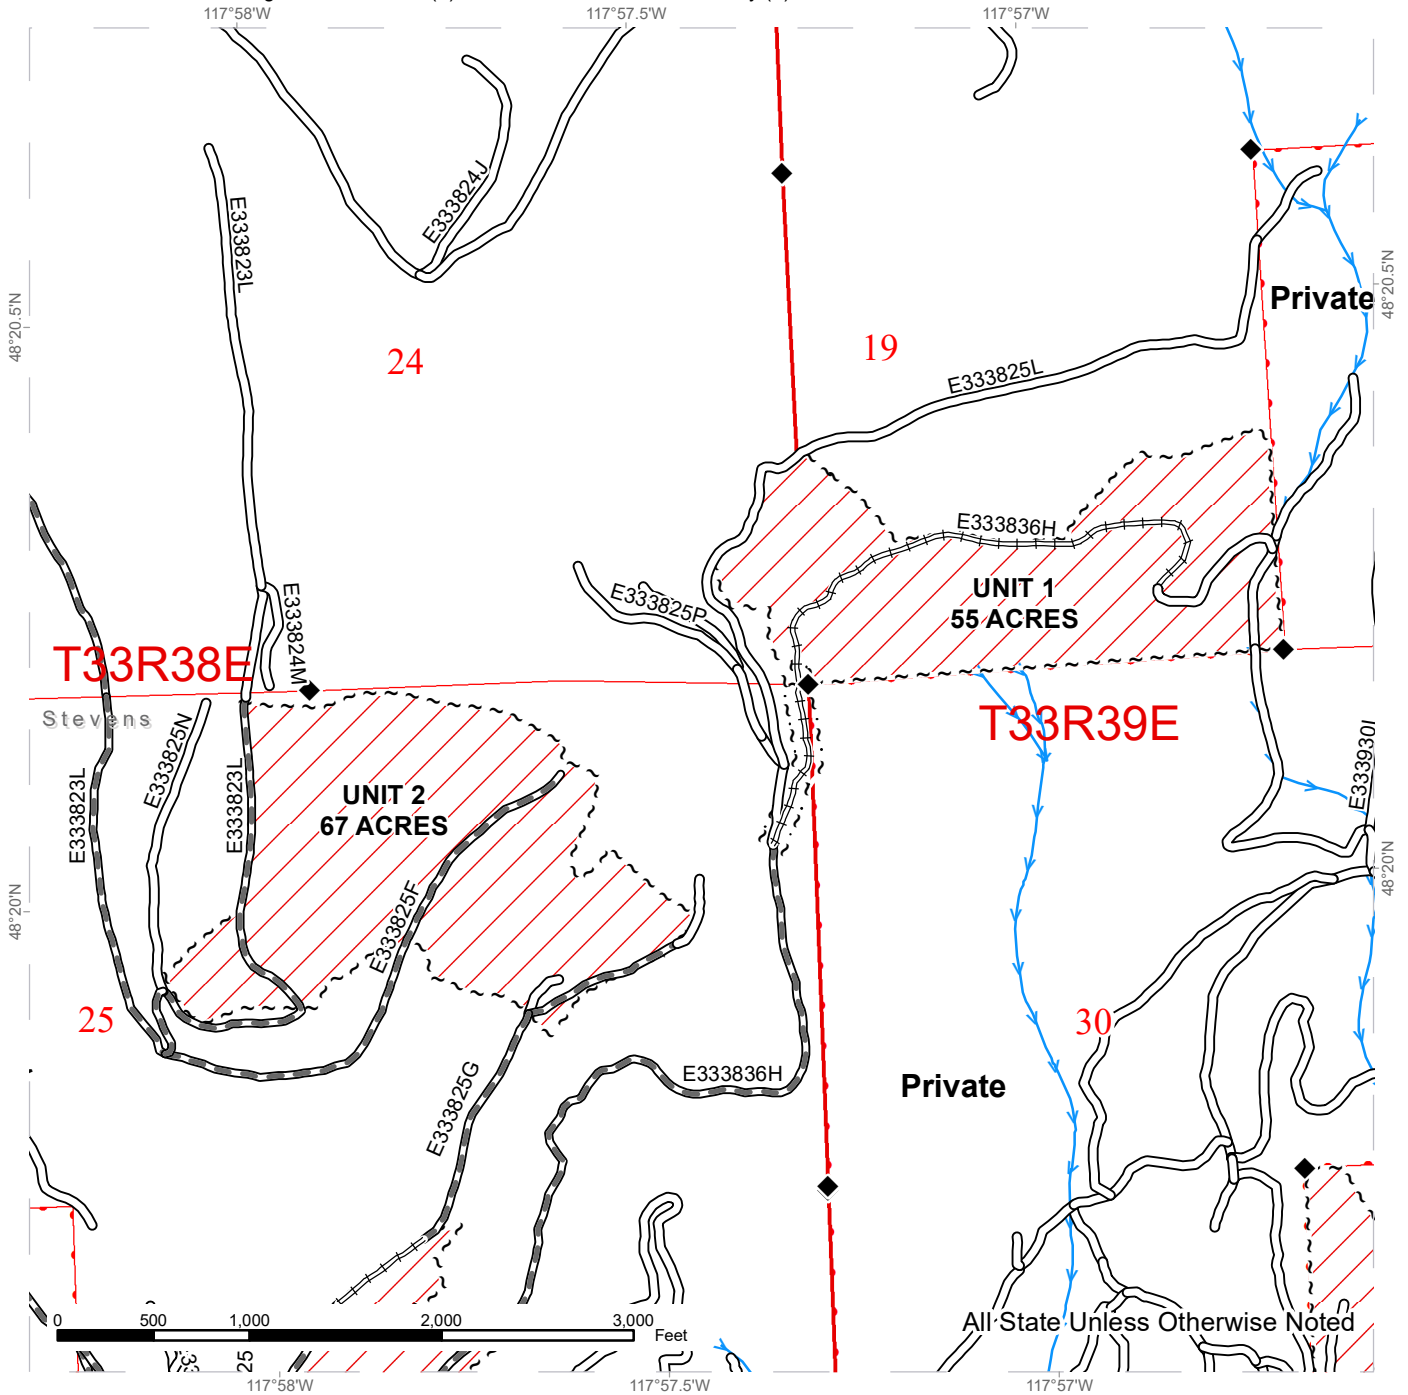 117°58'W
117°57.5'W
117°57'W
E333824J
E333823L
48°20.5'N
48°20.5'N
Private
24
19
E333825L
E333836H
UNIT 1
55 ACRES
E333824M
E333825P
T33R38E
Stevens
T33R39E
E333825N
E333823L
E333823L
UNIT 2
67 ACRES
E333930I
48°20'N
48°20'N
E333825F
25
30
E333825G
E333836H
Private
0 500 1,000 2,000 3,000
Feet
All State Unless Otherwise Noted
25
117°58'W
117°57.5'W
117°57'W